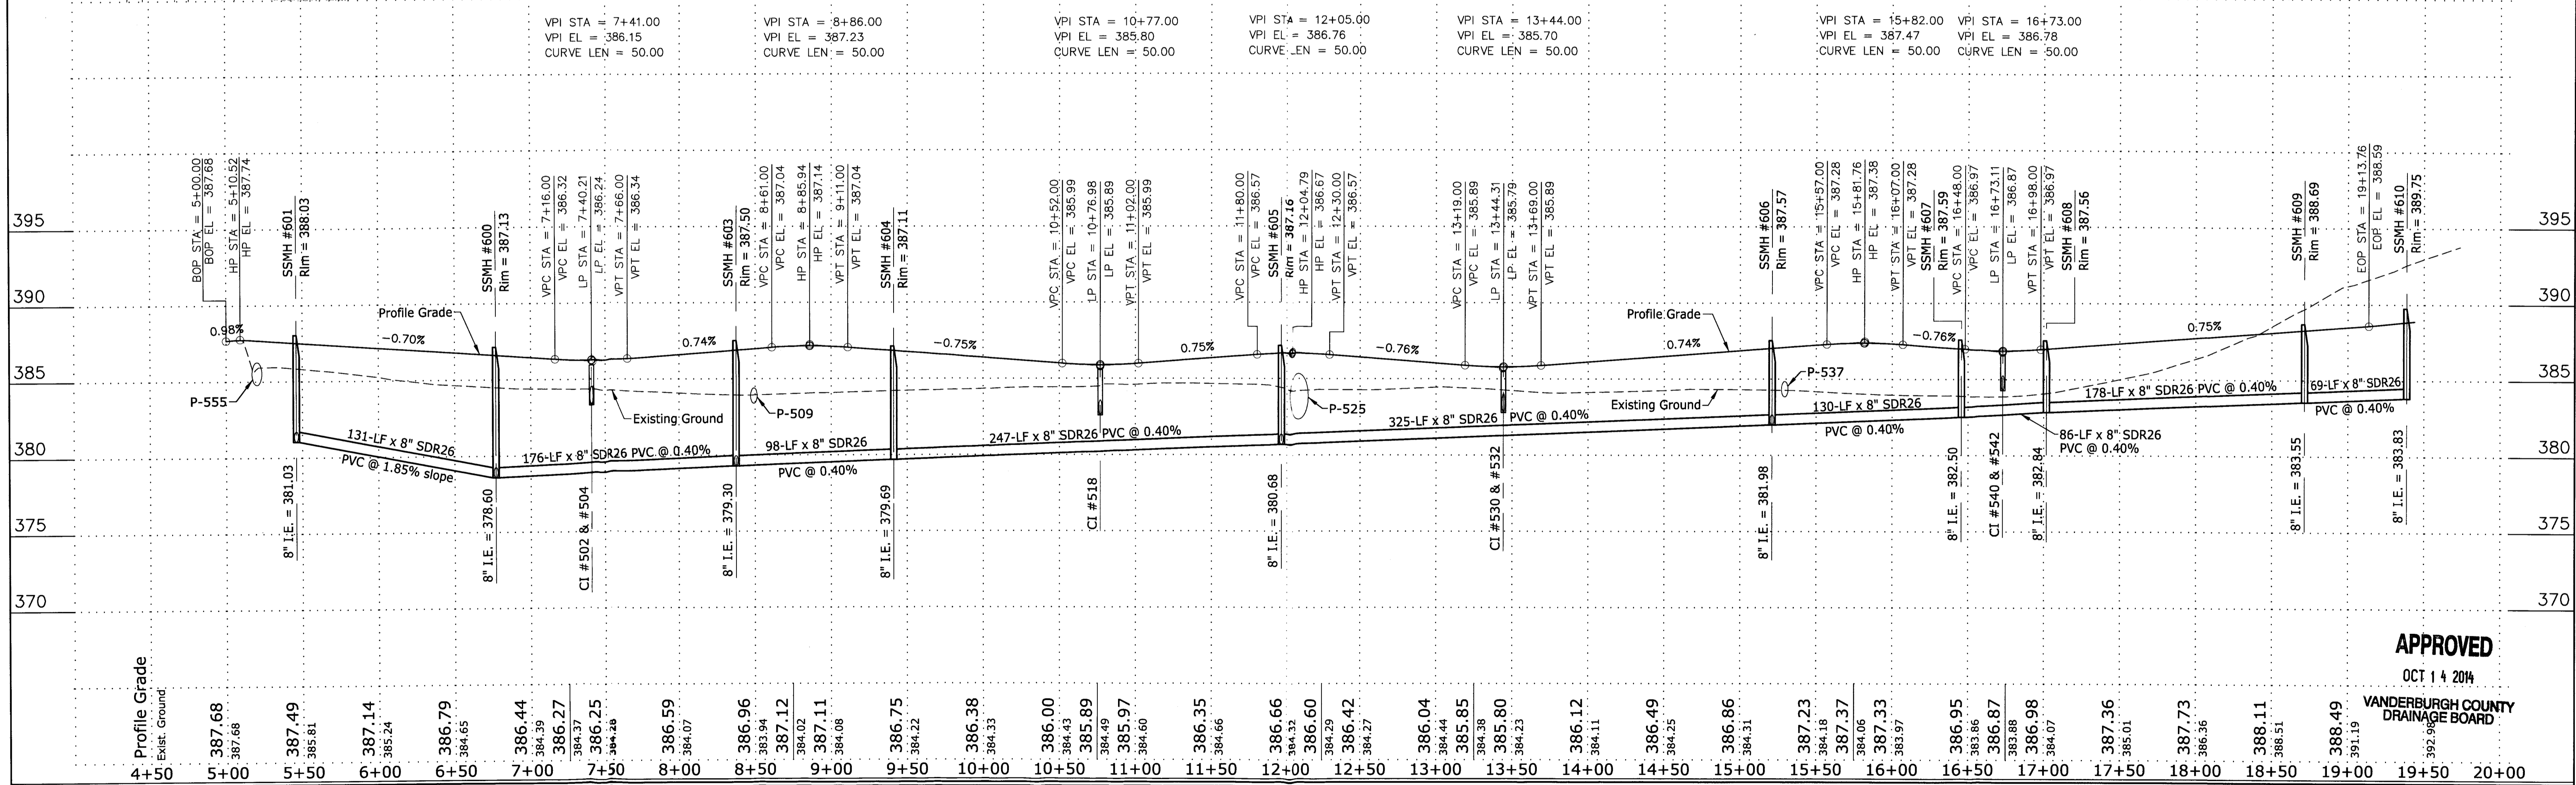 VPI STA = 7+41.00
VPI EL = 386.15
CURVE LEN = 50.00
VPI STA = 8+86.00
VPI EL = 387.23
CURVE LEN = 50.00
VPI STA = 10+77.00
VPI EL = 385.80
CURVE LEN = 50.00
VPI STA = 12+05.00
VPI EL = 386.76
CURVE LEN = 50.00
VPI STA = 13+44.00
VPI EL = 385.70
CURVE LEN = 50.00
VPI STA = 15+82.00
VPI EL = 387.47
CURVE LEN = 50.00
VPI STA = 16+73.00
VPI EL = 386.78
CURVE LEN = 50.00
BOP STA = 5+00.00
BOP EL = 387.68
HP STA = 5+10.52
HP EL = 387.74
SSMH #601
Rim = 388.03
SSMH #600
Rim = 387.13
VPC STA = 7+16.00
VPC EL = 386.32
LP STA = 7+40.21
LP EL = 386.24
VPT STA = 7+66.00
VPT EL = 386.34
SSMH #603
Rim = 387.50
VPC STA = 8+61.00
VPC EL = 387.04
HP STA = 8+85.94
HP EL = 387.14
VPT STA = 9+11.00
VPT EL = 387.04
SSMH #604
Rim = 387.11
VPC STA = 10+52.00
VPC EL = 385.99
LP STA = 10+76.98
LP EL = 385.89
VPT STA = 11+02.00
VPT EL = 385.99
VPC STA = 11+80.00
VPC EL = 386.57
SSMH #605
Rim = 387.16
HP STA = 12+04.79
HP EL = 386.67
VPT STA = 12+30.00
VPT EL = 386.57
VPC STA = 13+19.00
VPC EL = 385.89
LP STA = 13+44.31
LP EL = 385.79
VPT STA = 13+69.00
VPT EL = 385.89
SSMH #606
Rim = 387.57
VPC STA = 15+57.00
VPC EL = 387.28
HP STA = 15+81.76
HP EL = 387.38
VPT STA = 16+07.00
VPT EL = 387.28
SSMH #607
Rim = 387.59
VPC STA = 16+48.00
VPC EL = 386.97
LP STA = 16+73.11
LP EL = 386.87
VPT STA = 16+98.00
VPT EL = 386.97
SSMH #608
Rim = 387.56
SSMH #609
Rim = 388.69
EOP STA = 19+13.76
EOP EL = 388.59
SSMH #610
Rim = 389.75
395
390
385
380
375
370
395
390
385
380
375
370
0.98%
-0.70%
Profile Grade
0.74%
-0.75%
0.75%
-0.76%
Profile Grade
0.74%
-0.76%
0.75%
P-555
Existing Ground
P-509
P-525
Existing Ground
P-537
131-LF x 8" SDR26
PVC @ 1.85% slope
176-LF x 8" SDR26 PVC @ 0.40%
98-LF x 8" SDR26
PVC @ 0.40%
247-LF x 8" SDR26 PVC @ 0.40%
325-LF x 8" SDR26 PVC @ 0.40%
130-LF x 8" SDR26
PVC @ 0.40%
86-LF x 8" SDR26
PVC @ 0.40%
178-LF x 8" SDR26 PVC @ 0.40%
69-LF x 8" SDR26
PVC @ 0.40%
8" I.E. = 381.03
8" I.E. = 378.60
CI #502 & #504
8" I.E. = 379.30
8" I.E. = 379.69
CI #518
8" I.E. = 380.68
CI #530 & #532
8" I.E. = 381.98
8" I.E. = 382.50
CI #540 & #542
8" I.E. = 382.84
8" I.E. = 383.55
8" I.E. = 383.83
APPROVED
OCT 14 2014
VANDERBURGH COUNTY
DRAINAGE BOARD
Profile Grade
Exist. Ground
387.68
387.68
387.49
385.81
387.14
385.24
386.79
384.65
386.44
384.39
386.27
384.37
386.25
386.59
384.07
386.96
383.94
387.12
384.02
387.11
384.08
386.75
384.22
386.38
384.33
386.00
384.43
385.89
384.49
385.97
384.60
386.35
384.66
386.66
384.32
386.60
384.29
386.42
384.27
386.04
384.44
385.85
384.38
385.80
384.23
386.12
384.11
386.49
384.25
386.86
384.31
387.23
384.18
387.37
384.06
387.33
383.97
386.95
383.86
386.87
383.88
386.98
384.07
387.36
385.01
387.73
386.36
388.11
388.51
388.49
391.19
392.98
4+50 5+00 5+50 6+00 6+50 7+00 7+50 8+00 8+50 9+00 9+50 10+00 10+50 11+00 11+50 12+00 12+50 13+00 13+50 14+00 14+50 15+00 15+50 16+00 16+50 17+00 17+50 18+00 18+50 19+00 19+50 20+00